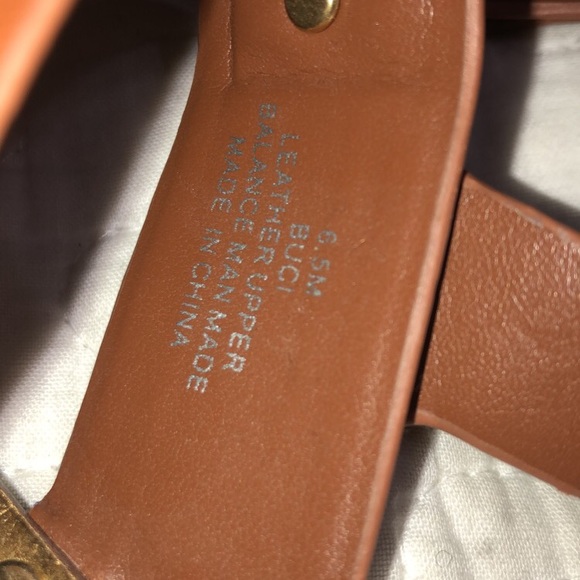 6.5M
BUCI
LEATHER UPPER
BALANCE MAN MADE
MADE IN CHINA